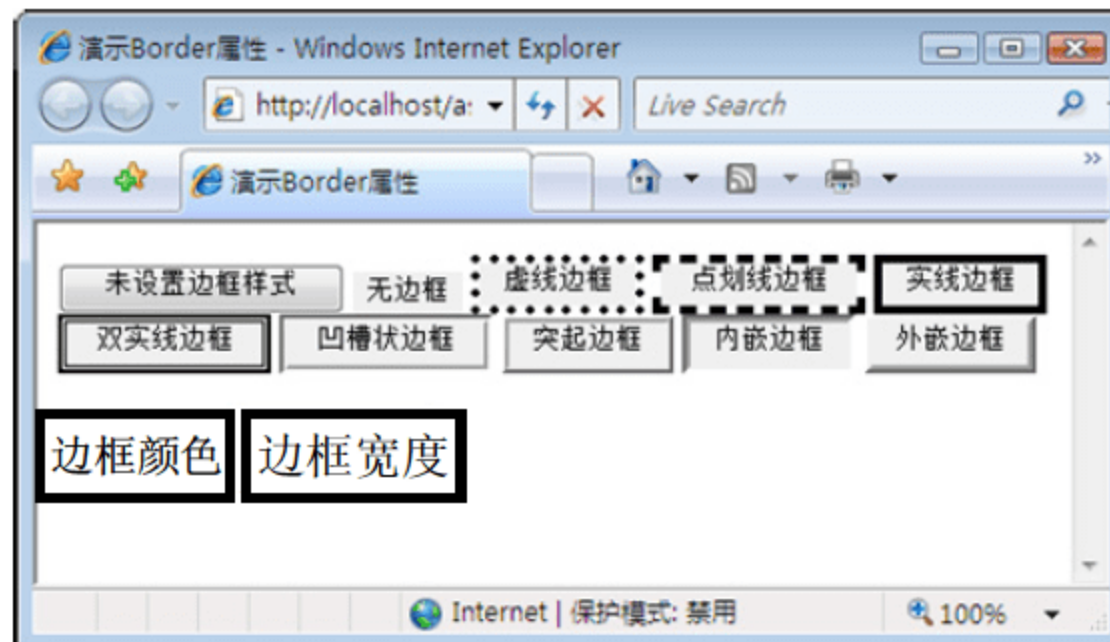 演示Border属性 - Windows Internet Explorer
http://localhost/a:
Live Search
演示Border属性
未设置边框样式 无边框 虚线边框 点划线边框 实线边框
双实线边框 凹槽状边框 突起边框 内嵌边框 外嵌边框
边框颜色 边框宽度
Internet | 保护模式: 禁用
100%